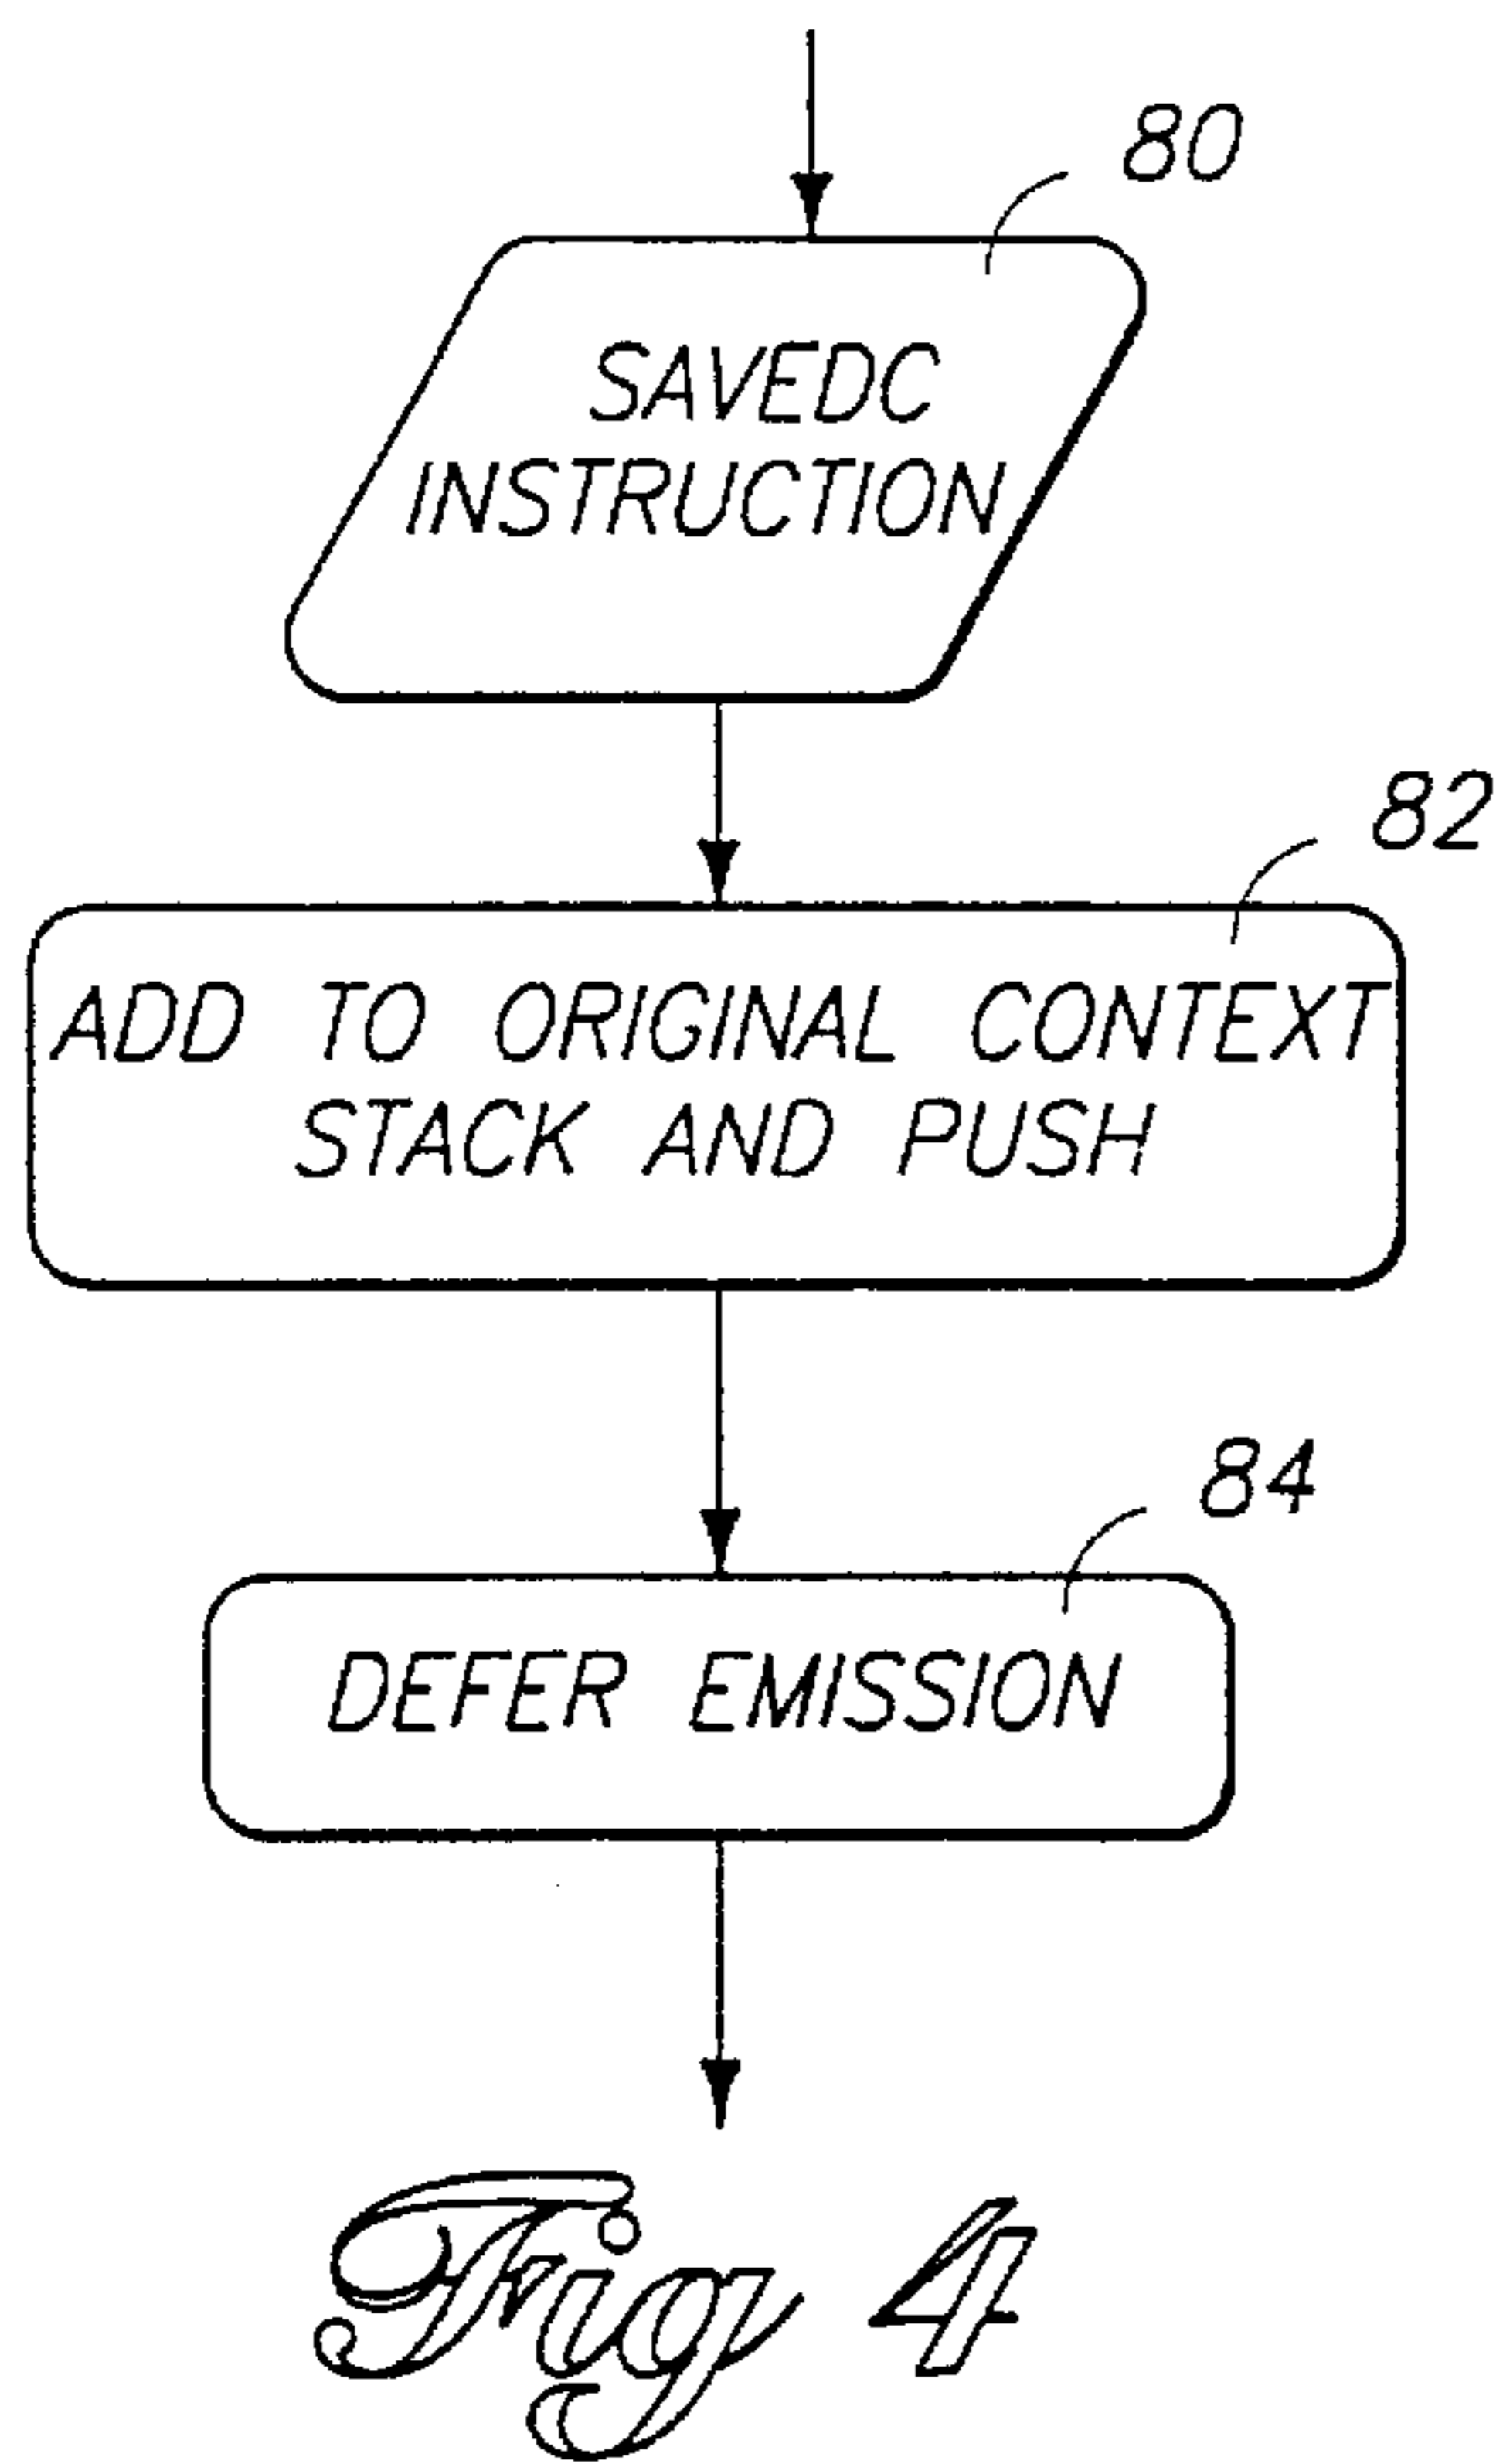 80
SAVEDC
INSTRUCTION
82
ADD TO ORIGINAL CONTEXT
STACK AND PUSH
84
DEFER EMISSION
Fig 4